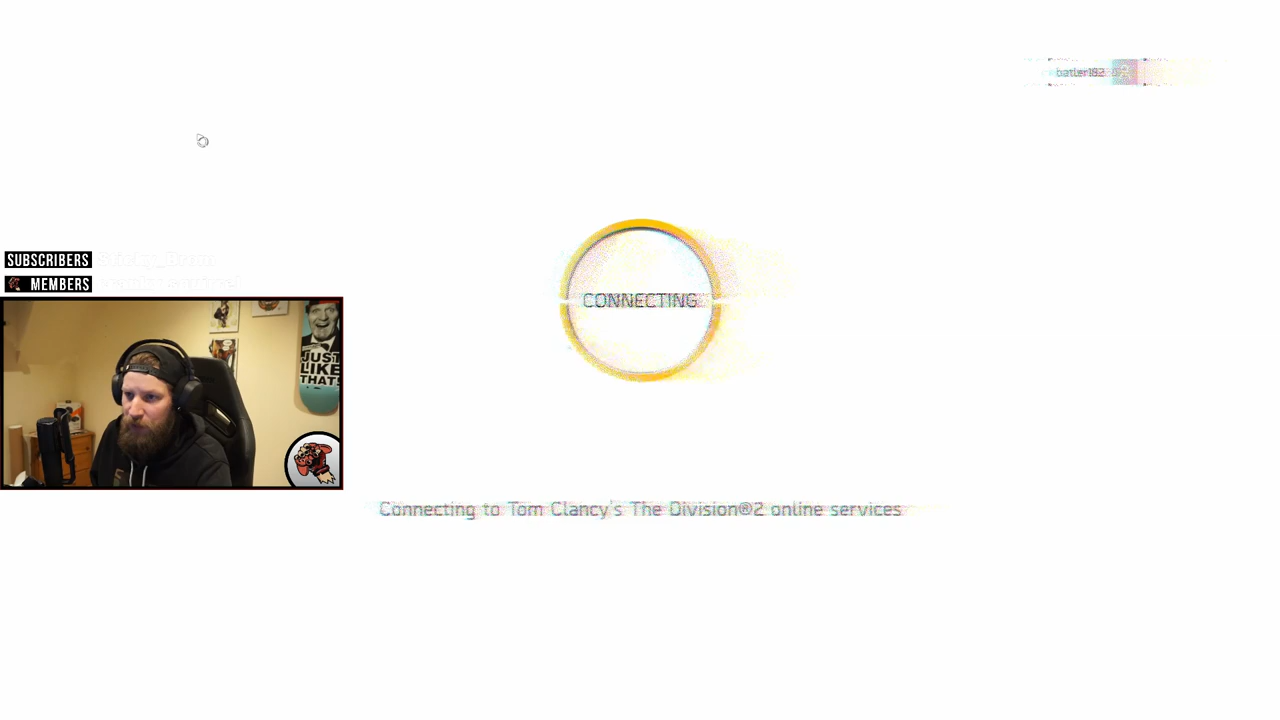 batler182
SUBSCRIBERS
MEMBERS
CONNECTING
JUST
LIKE
THAT!
Connecting to Tom Clancy's The Division®2 online services